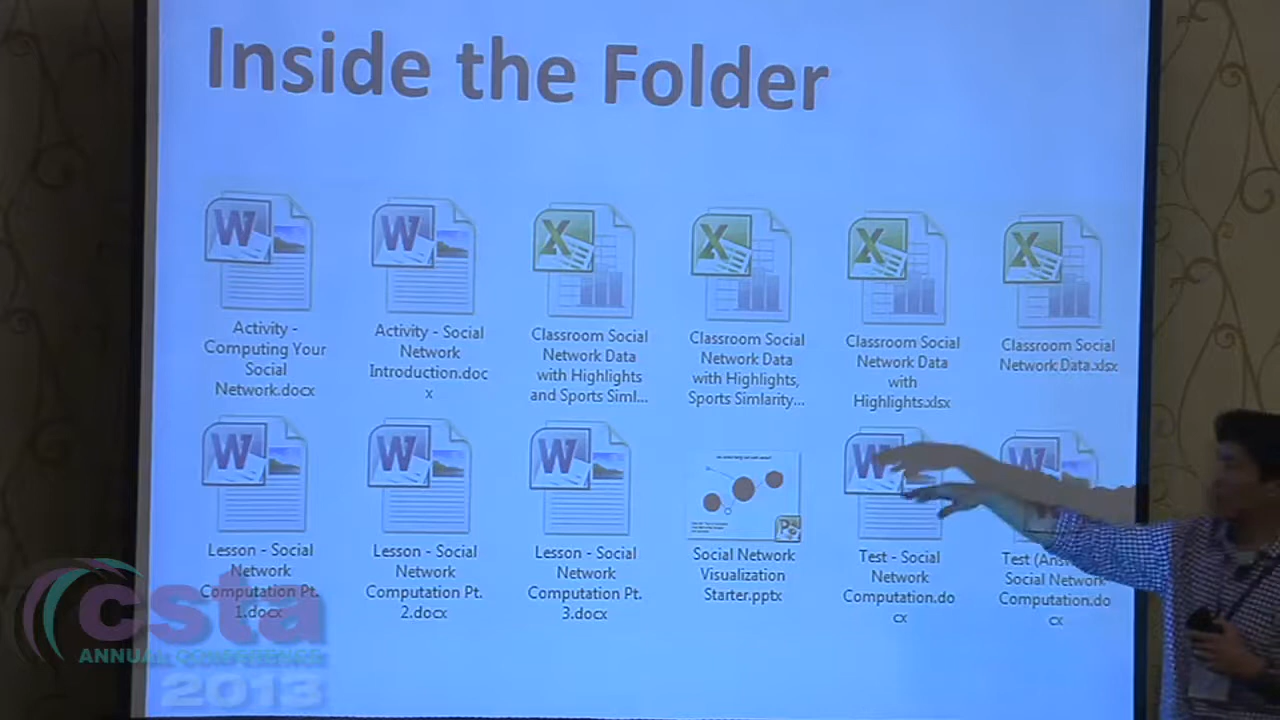 Inside the Folder
Activity -
Computing Your
Social
Network.docx
Activity - Social
Network
Introduction.doc
x
Classroom Social
Network Data
with Highlights
and Sports Siml...
Classroom Social
Network Data
with Highlights,
Sports Simlarity...
Classroom Social
Network Data
with
Highlights.xlsx
Classroom Social
Network Data.xlsx
Lesson - Social
Network
Computation Pt.
1.docx
Lesson - Social
Network
Computation Pt.
2.docx
Lesson - Social
Network
Computation Pt.
3.docx
Social Network
Visualization
Starter.pptx
Test - Social
Network
Computation.do
cx
Test
Social Network
Computation.do
cx
csta
ANNUAL CONFERENCE
2013